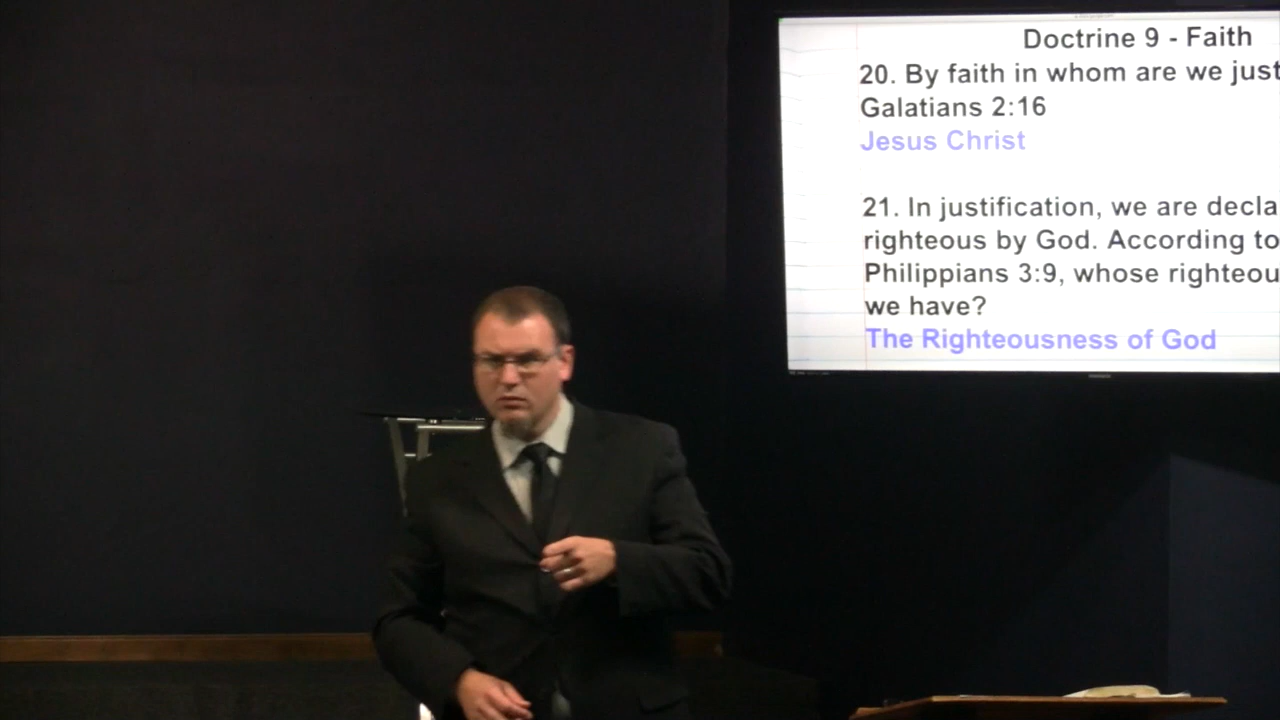 Doctrine 9 - Faith
20. By faith in whom are we just
Galatians 2:16
Jesus Christ
21. In justification, we are decla
righteous by God. According to
Philippians 3:9, whose righteou
we have?
The Righteousness of God